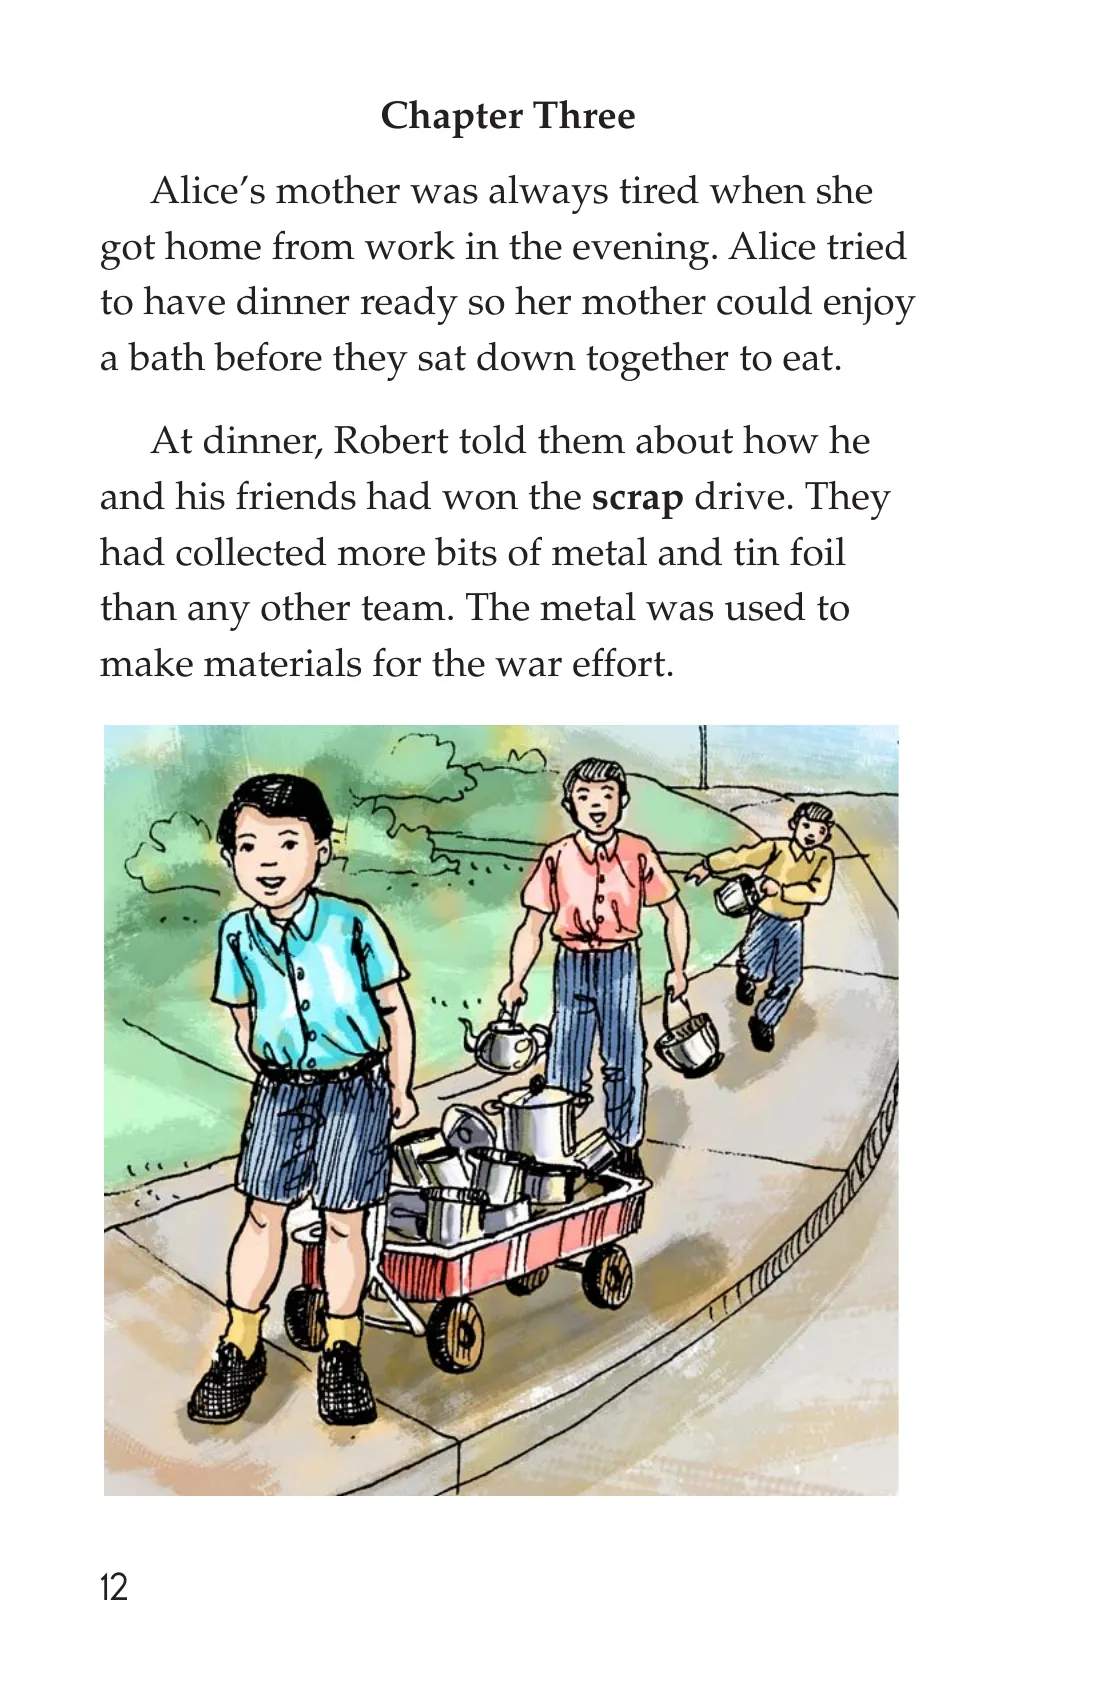 Chapter Three
Alice’s mother was always tired when she
got home from work in the evening. Alice tried
to have dinner ready so her mother could enjoy
a bath before they sat down together to eat.
At dinner, Robert told them about how he
and his friends had won the scrap drive. They
had collected more bits of metal and tin foil
than any other team. The metal was used to
make materials for the war effort.
12